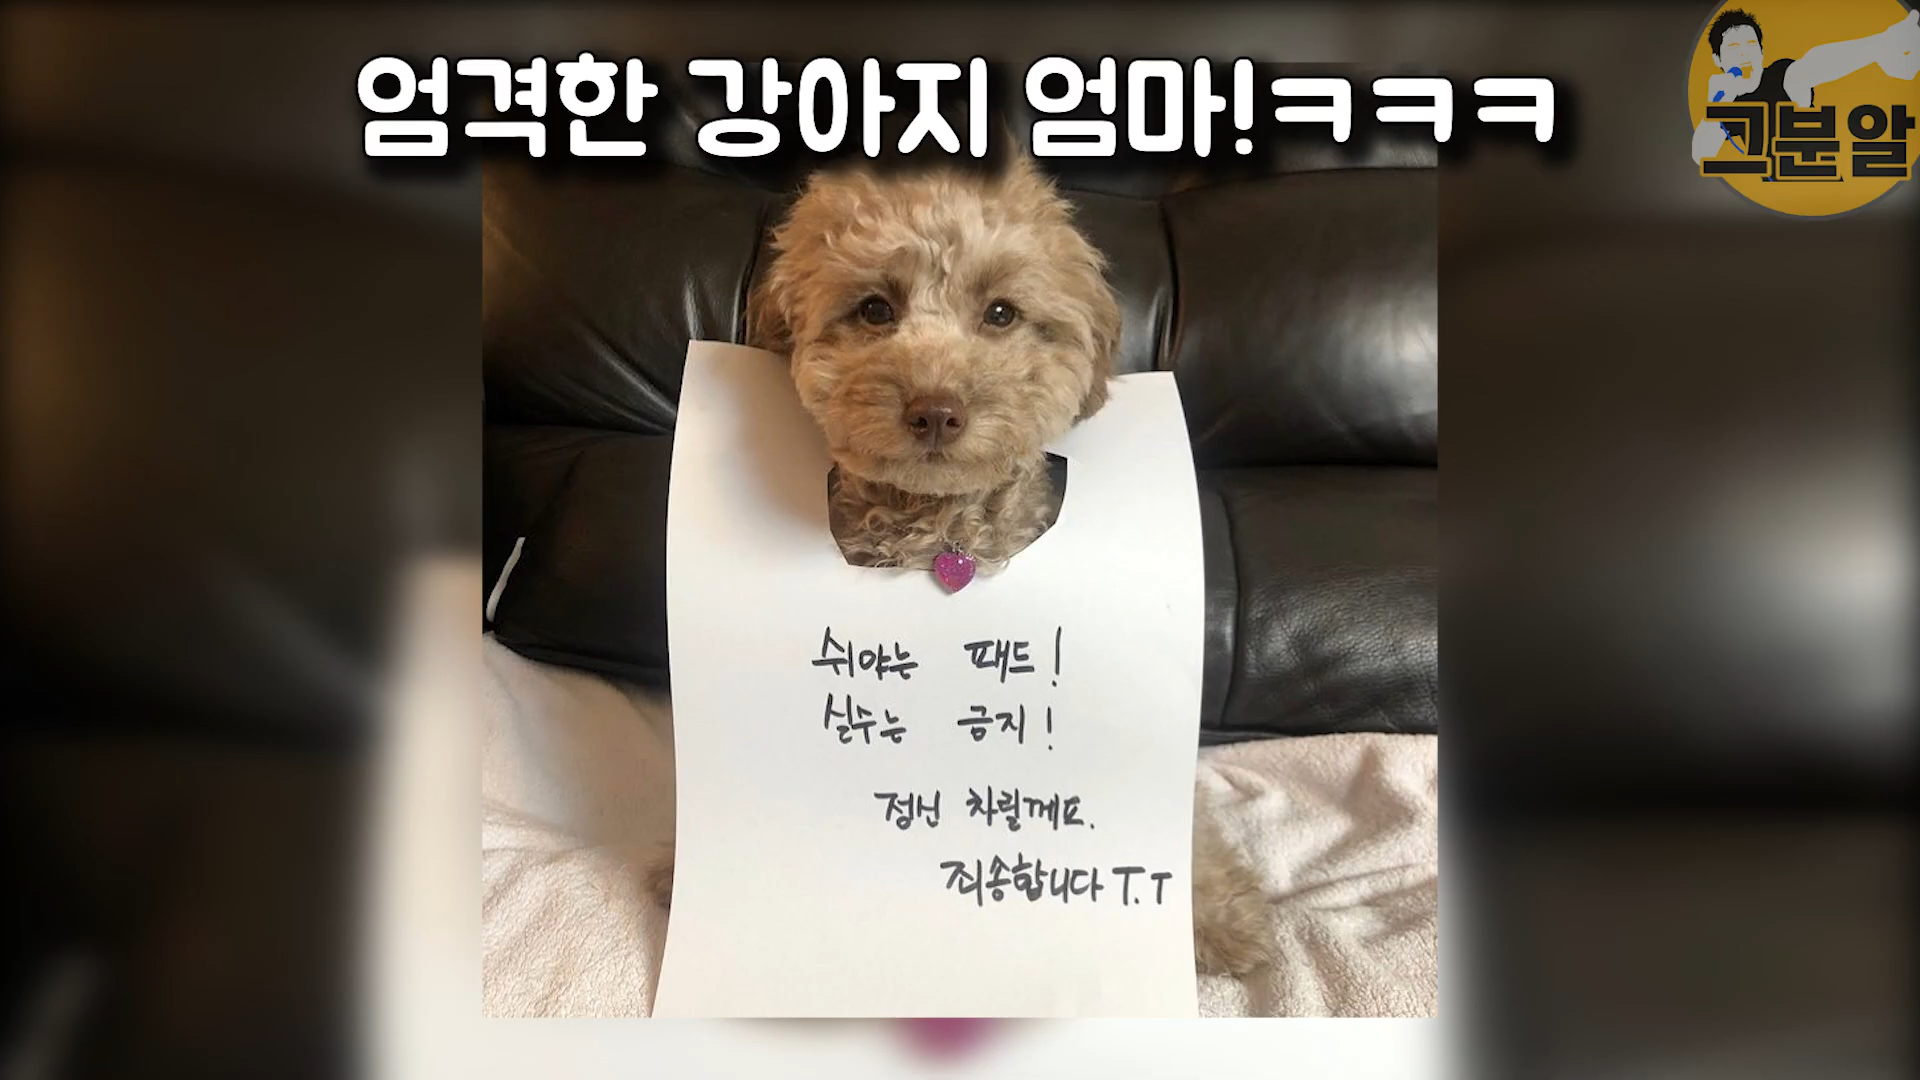 엄격한 강아지 엄마!ㅋㅋㅋ
고분알
쉬야는 패드!
실수는 금지!
정신 차릴께요.
죄송합니다 T.T